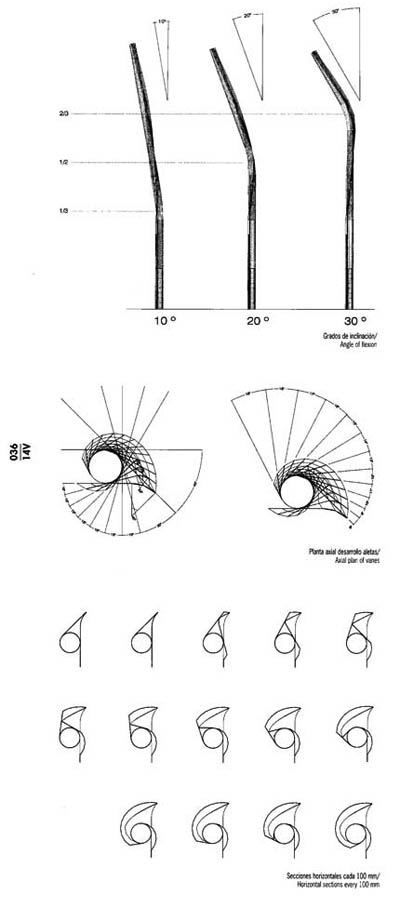 10°
20°
30°
2/3
1/2
1/3
10 º
20 º
30 º
Grados de inclinación/
Angle of flexion
036
14V
Planta axial desarrollo aletas/
Axial plan of vanes
Secciones horizontales cada 100 mm/
Horizontal sections every 100 mm